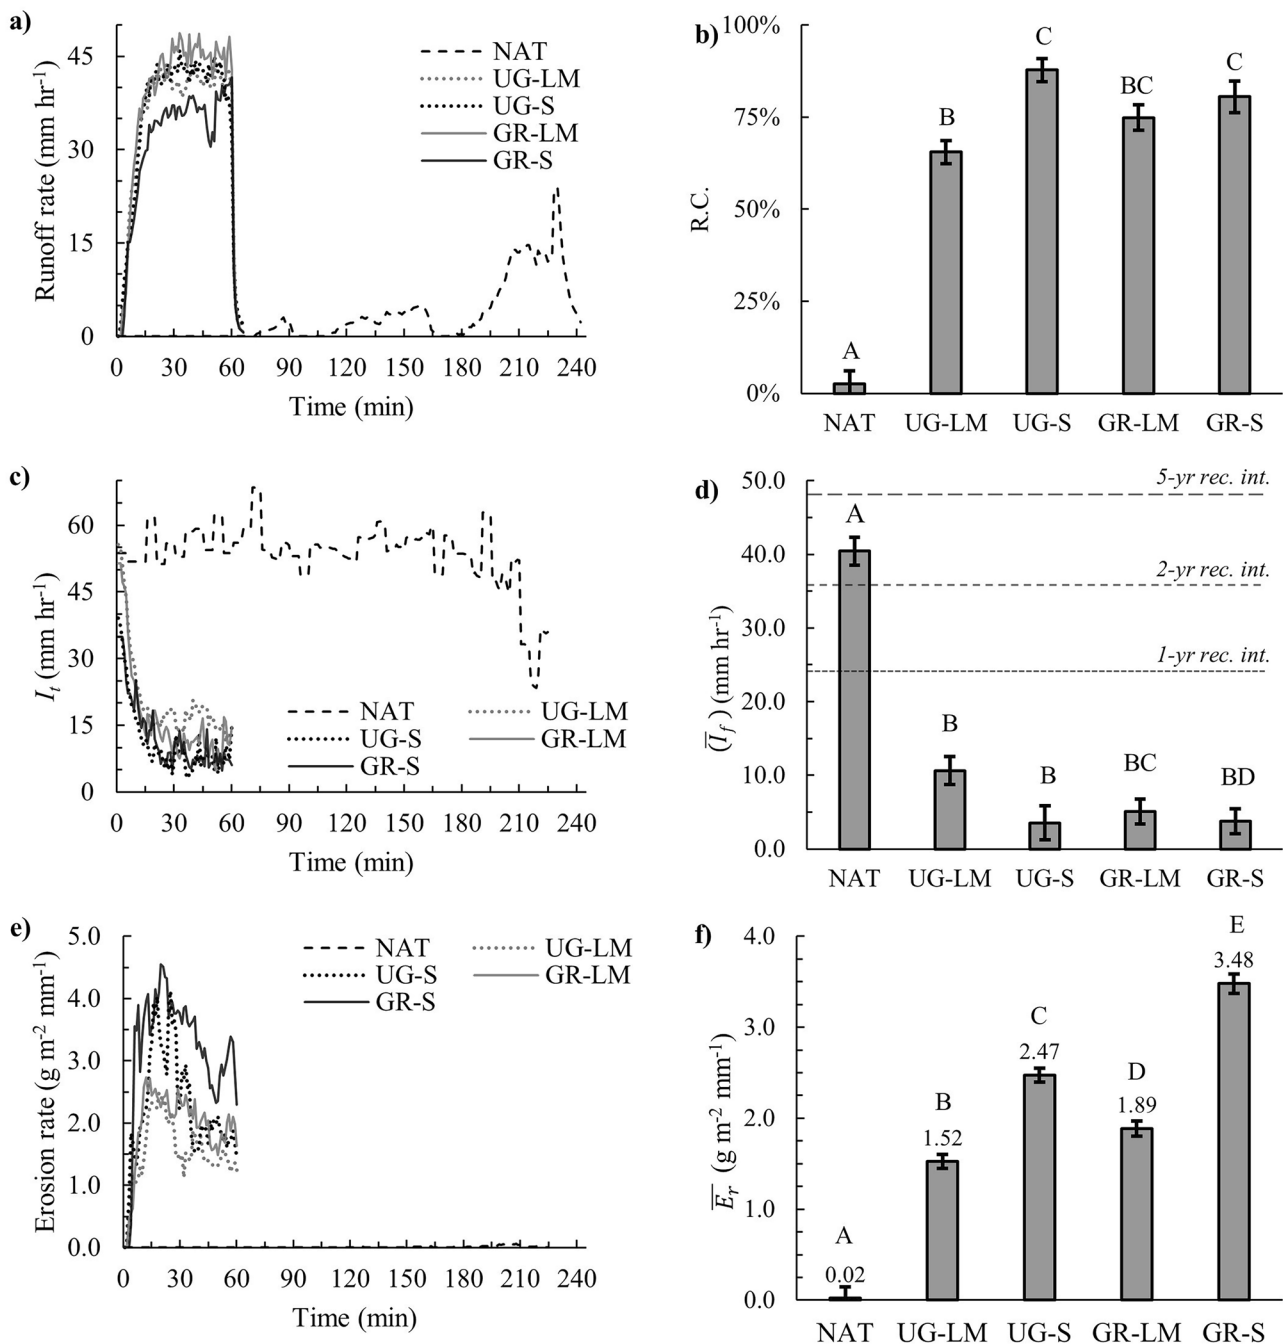 a)
Runoff rate (mm hr-1)
45
30
15
0
0 30 60 90 120 150 180 210 240
Time (min)
NAT
UG-LM
UG-S
GR-LM
GR-S
b)
R.C.
100%
75%
50%
25%
0%
A
B
C
BC
C
NAT UG-LM UG-S GR-LM GR-S
c)
It (mm hr-1)
60
45
30
15
0
NAT UG-LM
UG-S GR-LM
GR-S
0 30 60 90 120 150 180 210 240
Time (min)
d)
(If) (mm hr-1)
50.0
40.0
30.0
20.0
10.0
0.0
5-yr rec. int.
2-yr rec. int.
1-yr rec. int.
A
B
B
BC
BD
NAT UG-LM UG-S GR-LM GR-S
e)
Erosion rate (g m-2 mm-1)
5.0
4.0
3.0
2.0
1.0
0.0
NAT UG-LM
UG-S GR-LM
GR-S
0 30 60 90 120 150 180 210 240
Time (min)
f)
Er (g m-2 mm-1)
4.0
3.0
2.0
1.0
0.0
A
0.02
B
1.52
C
2.47
D
1.89
E
3.48
NAT UG-LM UG-S GR-LM GR-S